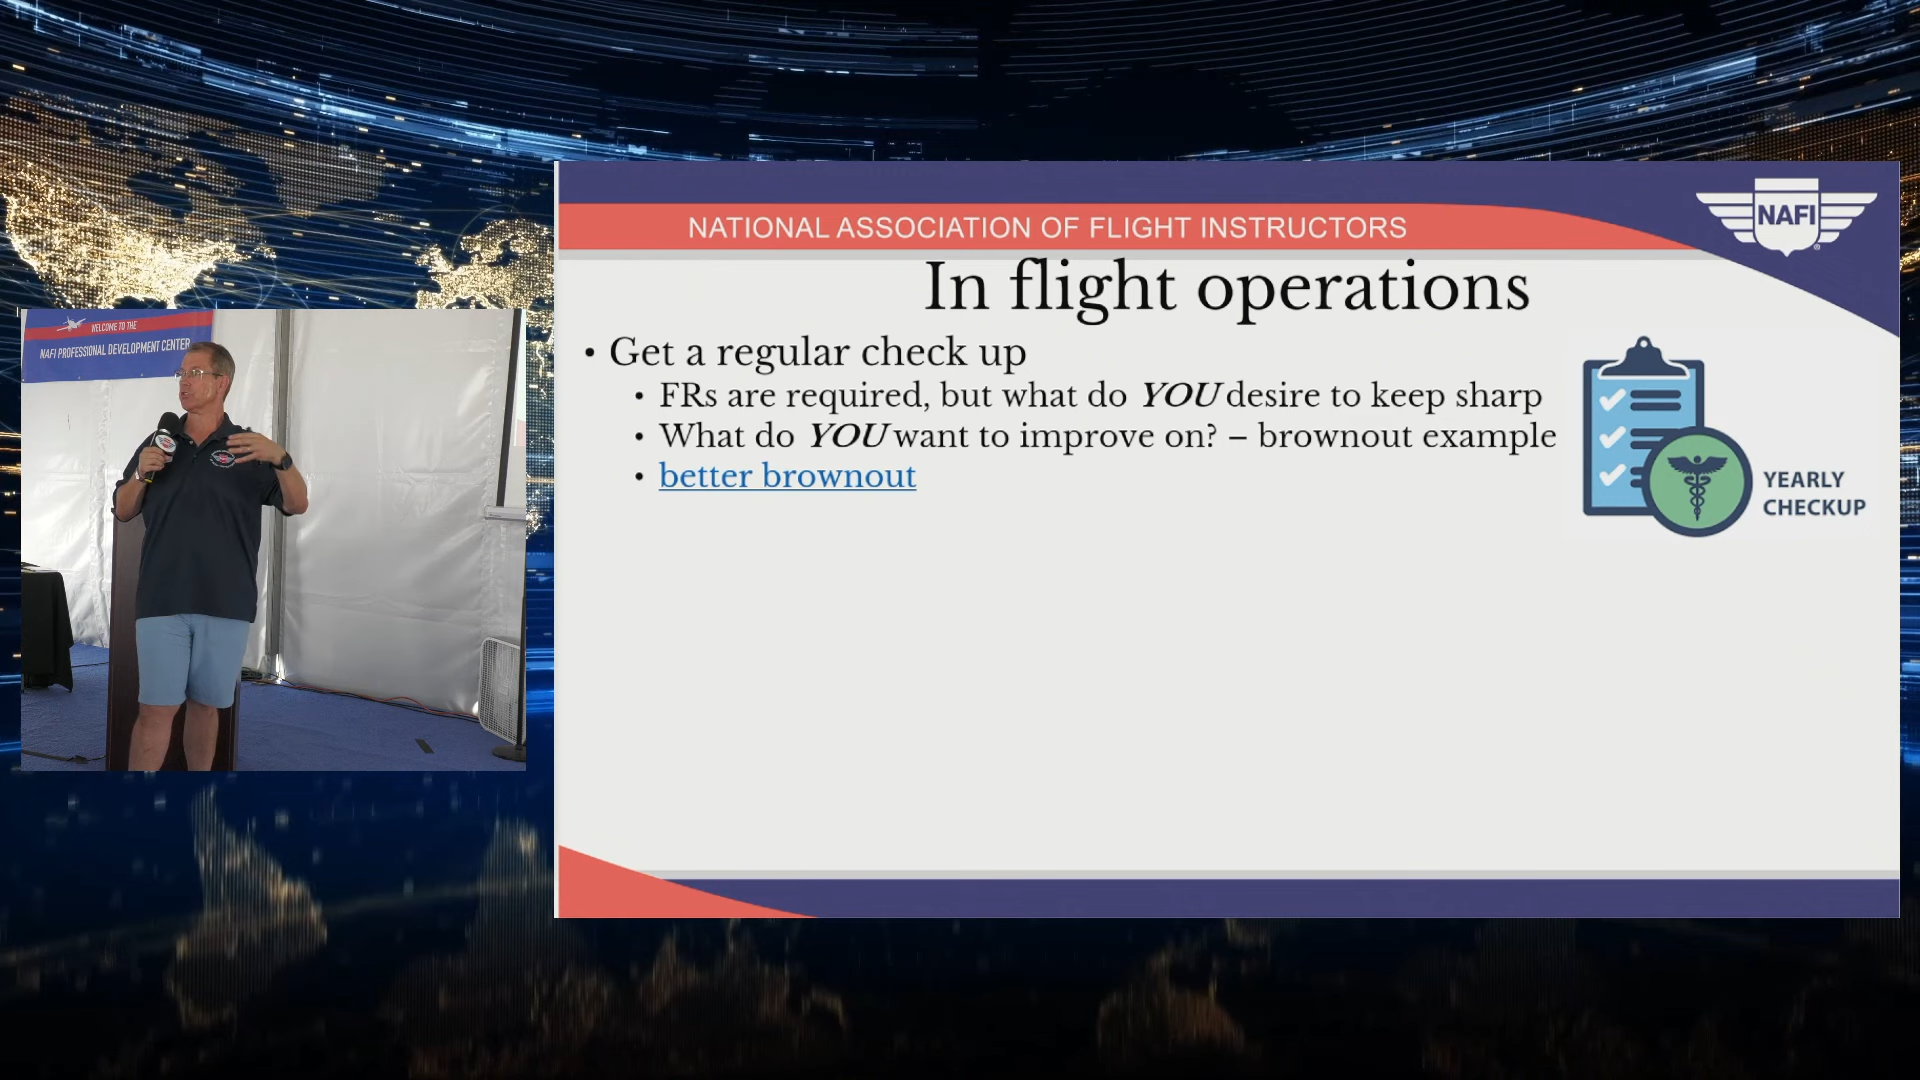 WELCOME TO THE
NAFI PROFESSIONAL DEVELOPMENT CENTER
NATIONAL ASSOCIATION OF FLIGHT INSTRUCTORS
NAFI
In flight operations
• Get a regular check up
• FRs are required, but what do YOU desire to keep sharp
• What do YOU want to improve on? – brownout example
• better brownout
YEARLY
CHECKUP